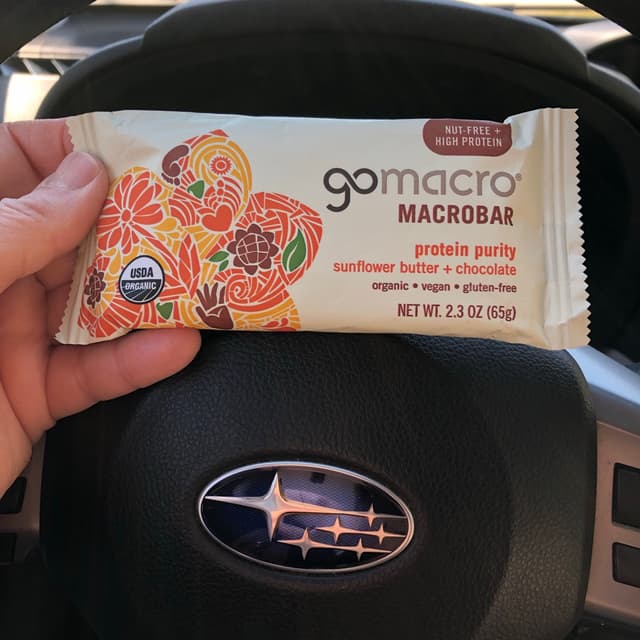 NUT-FREE +
HIGH PROTEIN
gomacro®
MACROBAR
protein purity
sunflower butter + chocolate
organic • vegan • gluten-free
NET WT. 2.3 OZ (65g)
USDA
ORGANIC